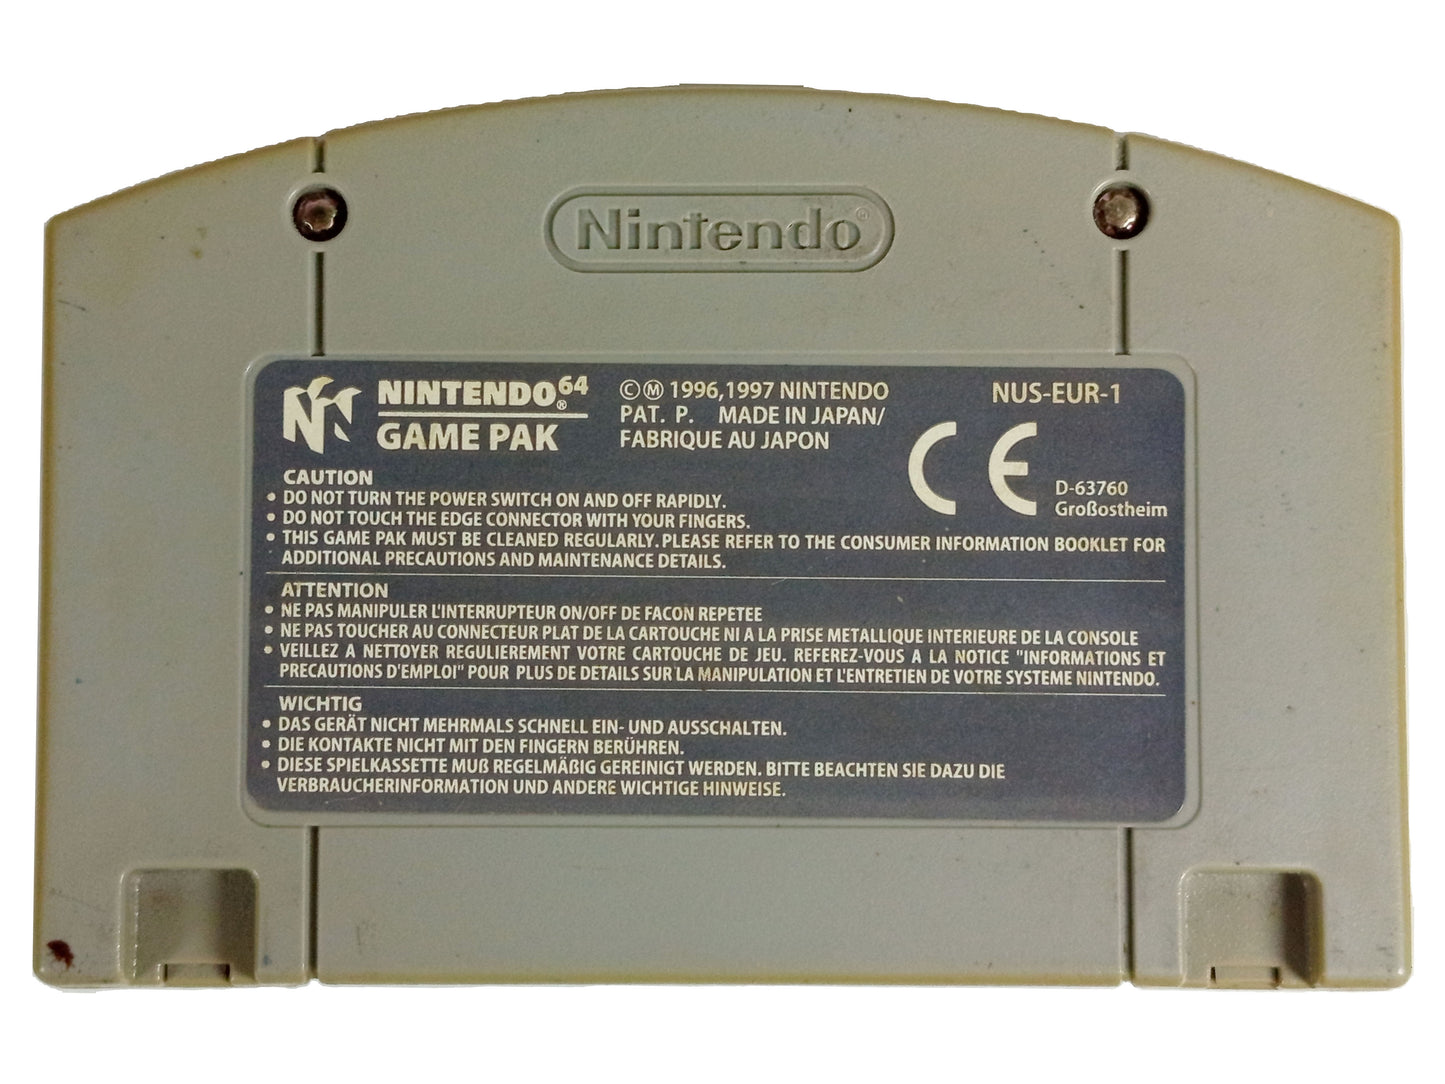 Nintendo®
NINTENDO64®
GAME PAK
© Ⓜ 1996,1997 NINTENDO
PAT. P. MADE IN JAPAN/
FABRIQUE AU JAPON
NUS-EUR-1
CE
D-63760
Großostheim
CAUTION
• DO NOT TURN THE POWER SWITCH ON AND OFF RAPIDLY.
• DO NOT TOUCH THE EDGE CONNECTOR WITH YOUR FINGERS.
• THIS GAME PAK MUST BE CLEANED REGULARLY. PLEASE REFER TO THE CONSUMER INFORMATION BOOKLET FOR
ADDITIONAL PRECAUTIONS AND MAINTENANCE DETAILS.
ATTENTION
• NE PAS MANIPULER L'INTERRUPTEUR ON/OFF DE FACON REPETEE
• NE PAS TOUCHER AU CONNECTEUR PLAT DE LA CARTOUCHE NI A LA PRISE METALLIQUE INTERIEURE DE LA CONSOLE
• VEILLEZ A NETTOYER REGULIEREMENT VOTRE CARTOUCHE DE JEU. REFEREZ-VOUS A LA NOTICE "INFORMATIONS ET
PRECAUTIONS D'EMPLOI" POUR PLUS DE DETAILS SUR LA MANIPULATION ET L'ENTRETIEN DE VOTRE SYSTEME NINTENDO.
WICHTIG
• DAS GERÄT NICHT MEHRMALS SCHNELL EIN- UND AUSSCHALTEN.
• DIE KONTAKTE NICHT MIT DEN FINGERN BERÜHREN.
• DIESE SPIELKASSETTE MUß REGELMÄßIG GEREINIGT WERDEN. BITTE BEACHTEN SIE DAZU DIE
VERBRAUCHERINFORMATION UND ANDERE WICHTIGE HINWEISE.